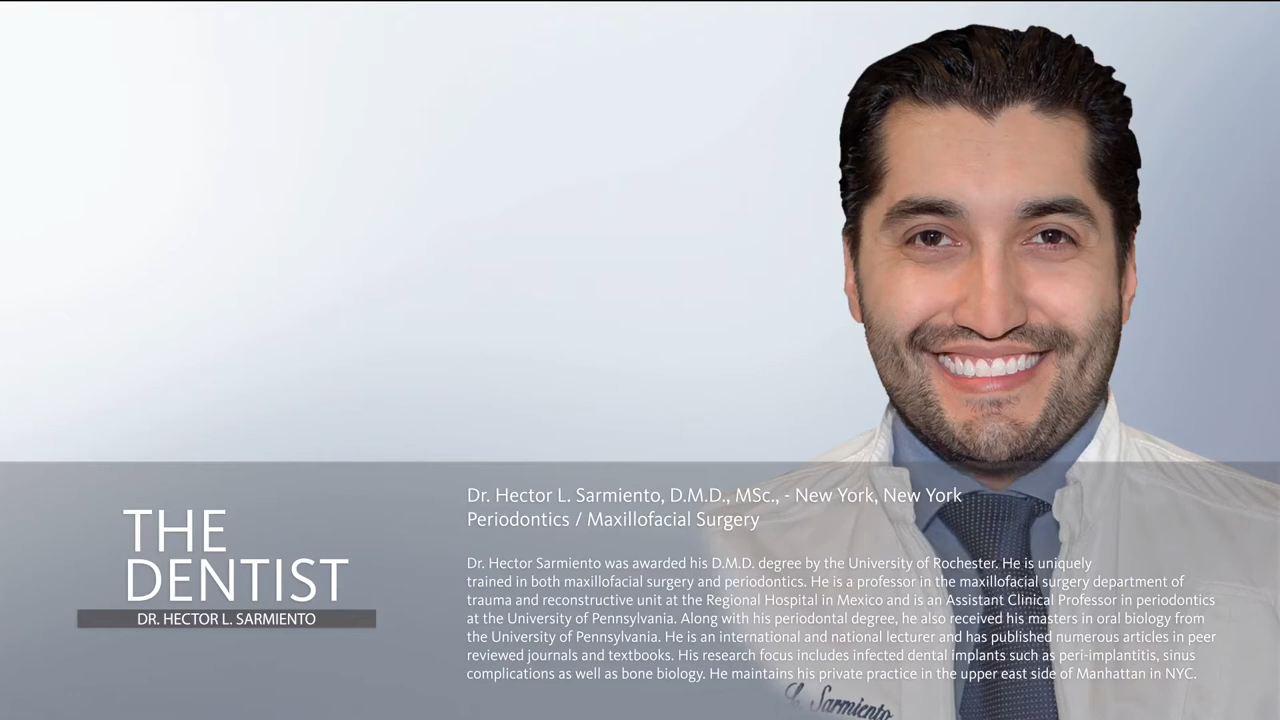 THE
DENTIST
DR. HECTOR L. SARMIENTO
Dr. Hector L. Sarmiento, D.M.D., MSc., - New York, New York
Periodontics / Maxillofacial Surgery
Dr. Hector Sarmiento was awarded his D.M.D. degree by the University of Rochester. He is uniquely
trained in both maxillofacial surgery and periodontics. He is a professor in the maxillofacial surgery department of
trauma and reconstructive unit at the Regional Hospital in Mexico and is an Assistant Clinical Professor in periodontics
at the University of Pennsylvania. Along with his periodontal degree, he also received his masters in oral biology from
the University of Pennsylvania. He is an international and national lecturer and has published numerous articles in peer
reviewed journals and textbooks. His research focus includes infected dental implants such as peri-implantitis, sinus
complications as well as bone biology. He maintains his private practice in the upper east side of Manhattan in NYC.
L. Sarmiento